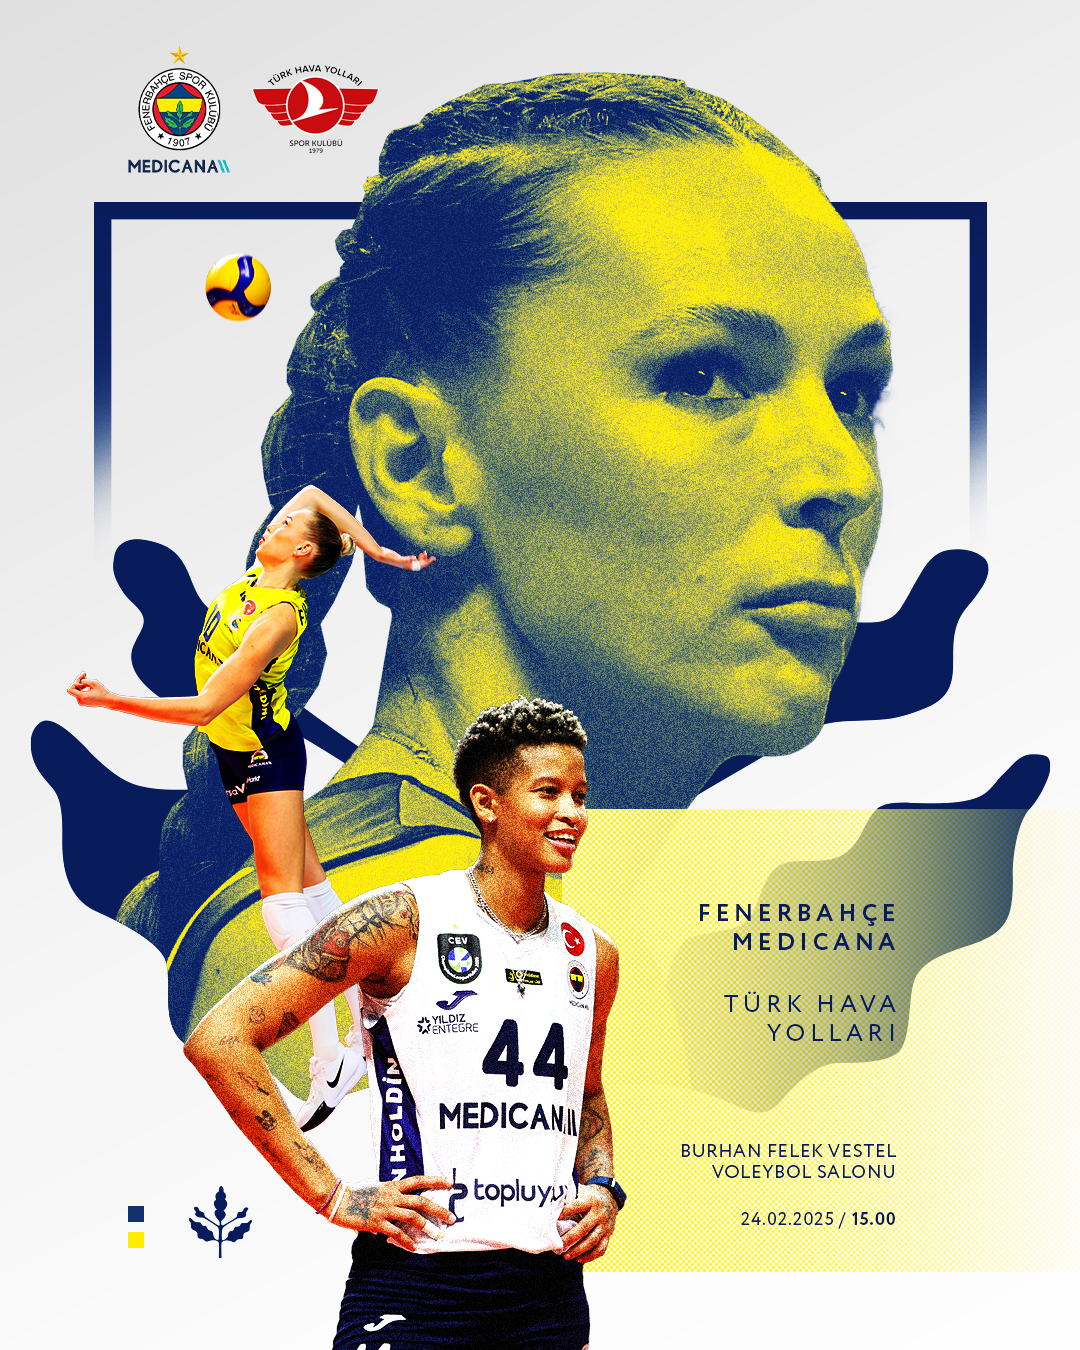 FENERBAHÇE SPOR KULÜBÜ
★ 1907 ★
MEDICANA
TÜRK HAVA YOLLARI
SPOR KULÜBÜ
1979
CEV
YILDIZ
ENTEGRE
44
HOLDİN
MEDICANA
topluyo
FENERBAHÇE
MEDICANA
TÜRK HAVA
YOLLARI
BURHAN FELEK VESTEL
VOLEYBOL SALONU
24.02.2025 / 15.00